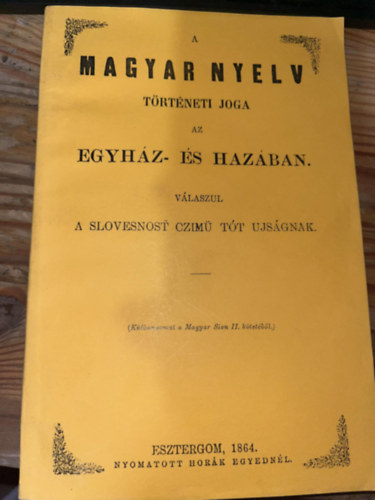 A
MAGYAR NYELV
TÖRTÉNETI JOGA
AZ
EGYHÁZ- ÉS HAZÁBAN.
VÁLASZUL
A SLOVESNOSŤ CZIMŰ TÓT UJSÁGNAK.
(Különnyomat a Magyar Sion II. kötetéből.)
ESZTERGOM, 1864.
NYOMATOTT HORÁK EGYEDNÉL.